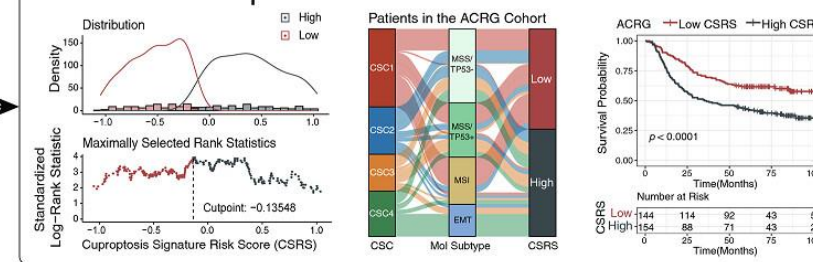 Distribution
High
Low
Density
150
100
50
0
-1.0
-0.5
0.0
0.5
1.0
Maximally Selected Rank Statistics
Standardized
Log-Rank Statistic
4
3
2
1
0
Cutpoint: -0.13548
-1.0
-0.5
0.0
0.5
1.0
Cuproptosis Signature Risk Score (CSRS)
Patients in the ACRG Cohort
CSC1
CSC2
CSC3
CSC4
MSS/
TP53-
MSS/
TP53+
MSI
EMT
Low
High
CSC
Mol Subtype
CSRS
ACRG
Low CSRS
High CSR
Survival Probability
1.00
0.75
0.50
0.25
0.00
p < 0.0001
0
25
50
75
10
Time(Months)
Number at Risk
CSRS
Low 144 114 92 43
High 154 88 71 43
0
25
50
75
10
Time(Months)